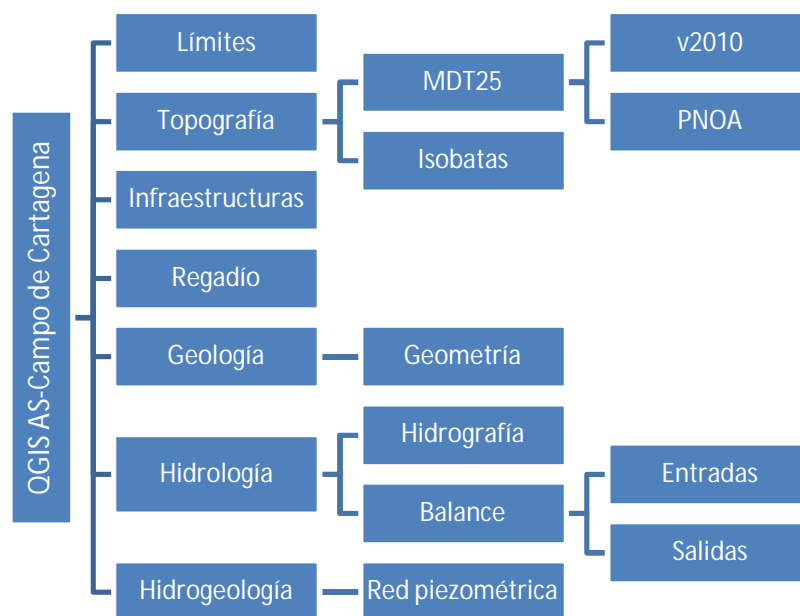 QGIS AS-Campo de Cartagena
Límites
Topografía
MDT25
v2010
PNOA
Isobatas
Infraestructuras
Regadío
Geología
Geometría
Hidrología
Hidrografía
Balance
Entradas
Salidas
Hidrogeología
Red piezométrica